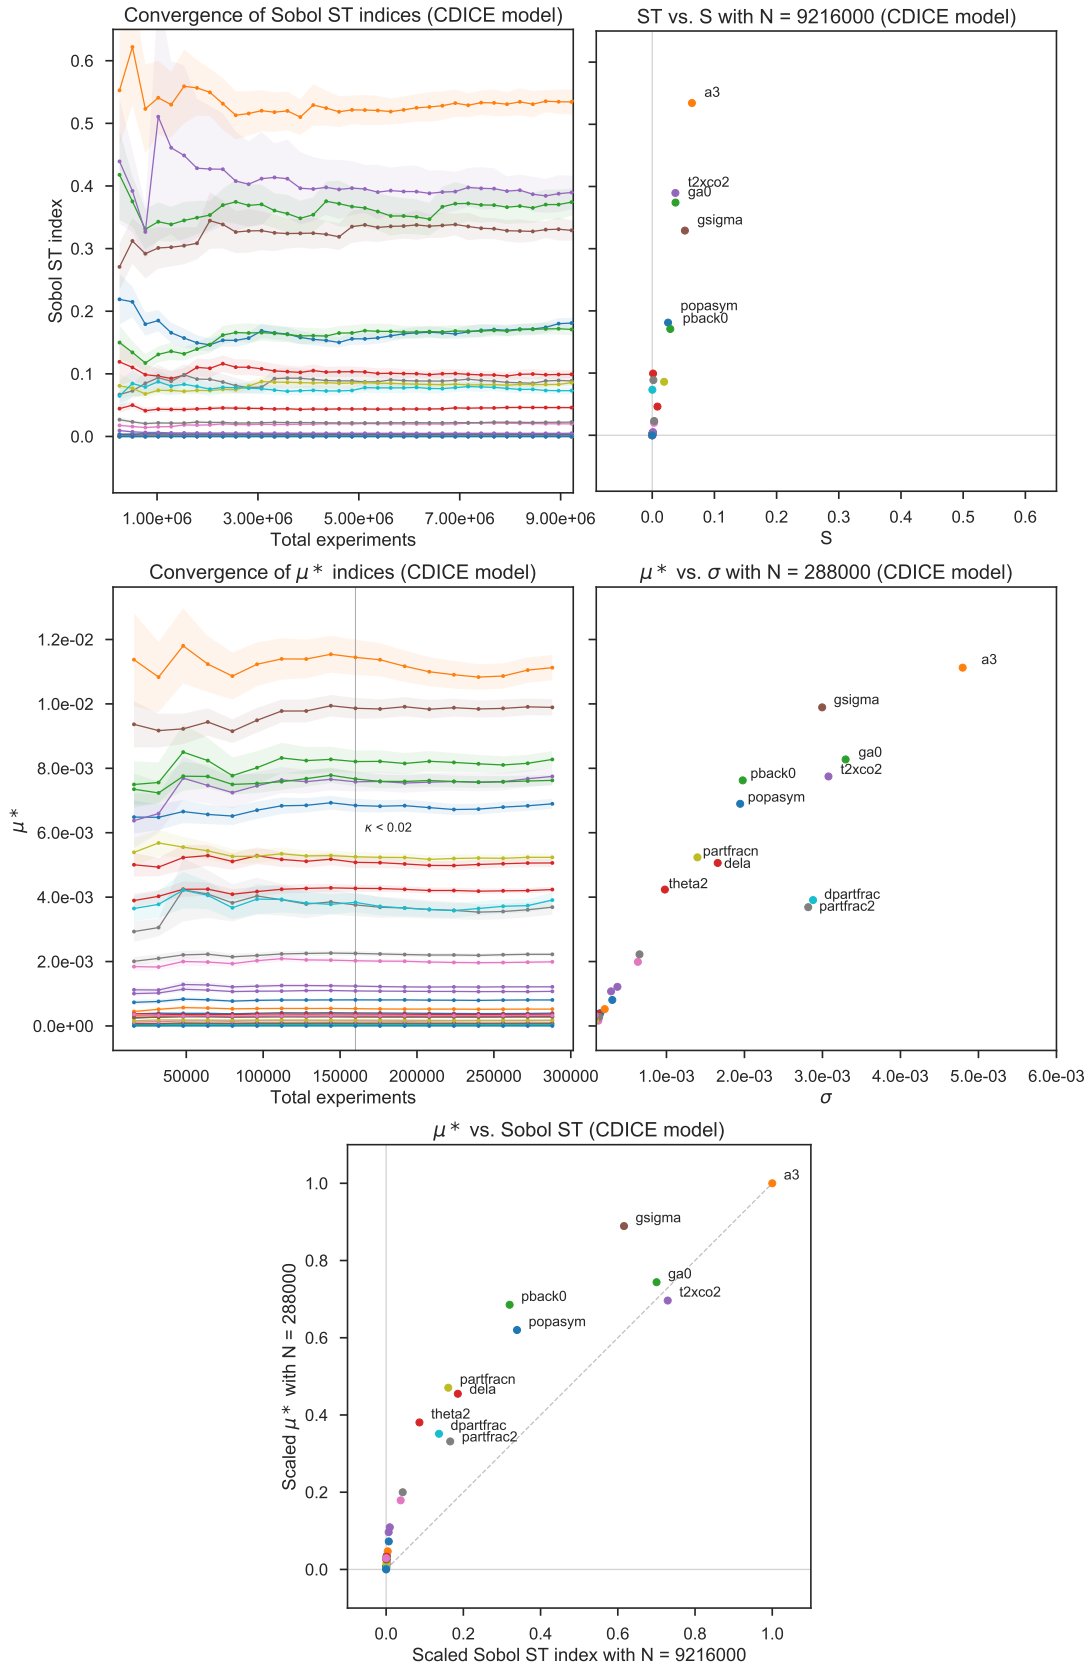 Convergence of Sobol ST indices (CDICE model)
0.6
0.5
0.4
0.3
0.2
0.1
0.0
Sobol ST index
1.00e+06 3.00e+06 5.00e+06 7.00e+06 9.00e+06
Total experiments
ST vs. S with N = 9216000 (CDICE model)
a3
t2xco2
ga0
gsigma
popasym
pback0
0.0 0.1 0.2 0.3 0.4 0.5 0.6
S
Convergence of μ* indices (CDICE model)
1.2e-02
1.0e-02
8.0e-03
6.0e-03
4.0e-03
2.0e-03
0.0e+00
μ*
κ < 0.02
50000 100000 150000 200000 250000 300000
Total experiments
μ* vs. σ with N = 288000 (CDICE model)
a3
gsigma
ga0
t2xco2
pback0
popasym
partfracn
dela
theta2
dpartfrac
partfrac2
1.0e-03 2.0e-03 3.0e-03 4.0e-03 5.0e-03 6.0e-03
σ
μ* vs. Sobol ST (CDICE model)
1.0
0.8
0.6
0.4
0.2
0.0
Scaled μ* with N = 288000
a3
gsigma
ga0
t2xco2
pback0
popasym
partfracn
dela
theta2
dpartfrac
partfrac2
0.0 0.2 0.4 0.6 0.8 1.0
Scaled Sobol ST index with N = 9216000